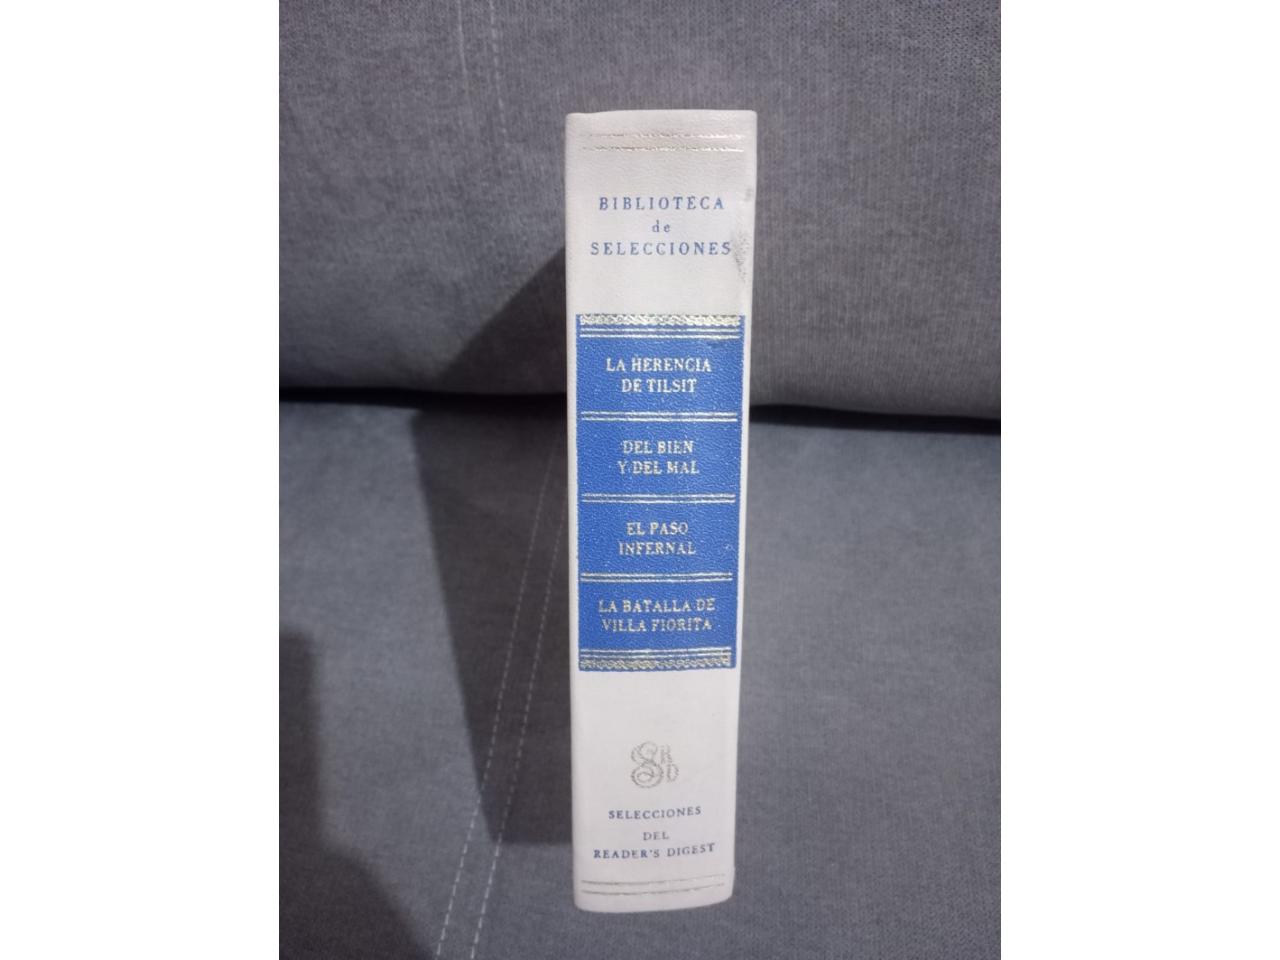 BIBLIOTECA
de
SELECCIONES
LA HERENCIA
DE TILSIT
DEL BIEN
Y DEL MAL
EL PASO
INFERNAL
LA BATALLA DE
VILLA FIORITA
SRD
SELECCIONES
DEL
READER'S DIGEST